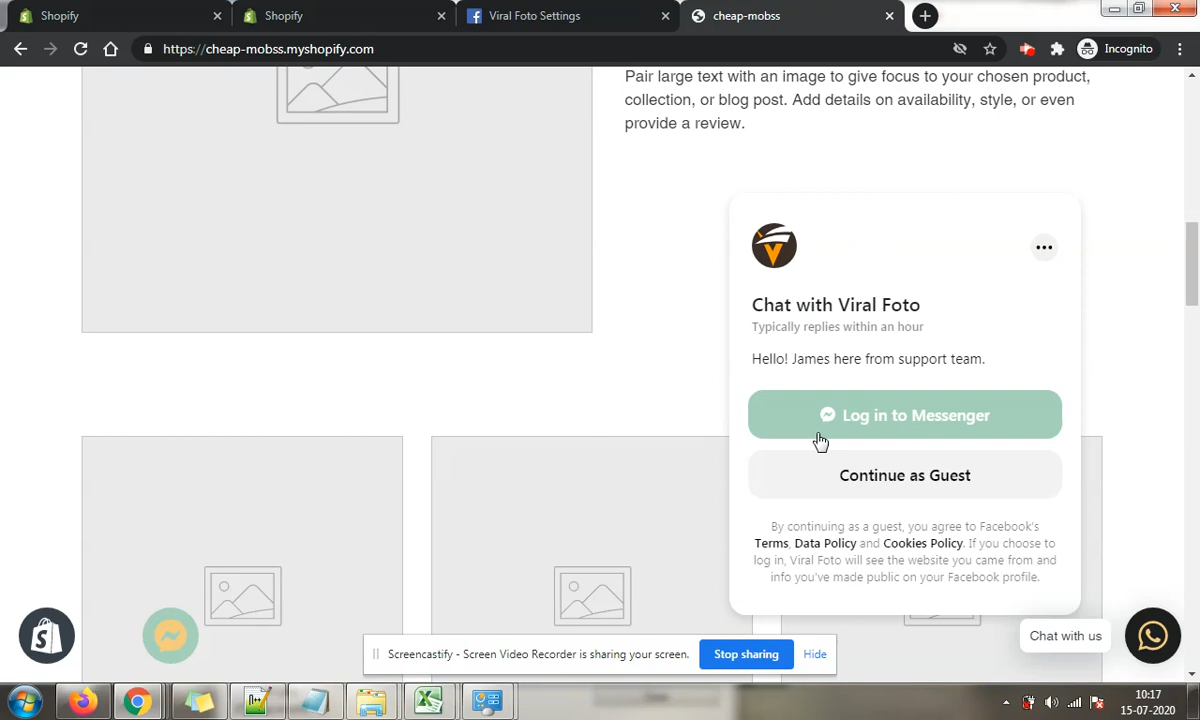 Shopify
Shopify
Viral Foto Settings
cheap-mobss
https://cheap-mobss.myshopify.com
Incognito
Pair large text with an image to give focus to your chosen product,
collection, or blog post. Add details on availability, style, or even
provide a review.
Chat with Viral Foto
Typically replies within an hour
Hello! James here from support team.
Log in to Messenger
Continue as Guest
By continuing as a guest, you agree to Facebook's
Terms, Data Policy and Cookies Policy. If you choose to
log in, Viral Foto will see the website you came from and
info you've made public on your Facebook profile.
Chat with us
Screencastify - Screen Video Recorder is sharing your screen.
Stop sharing
Hide
10:17
15-07-2020